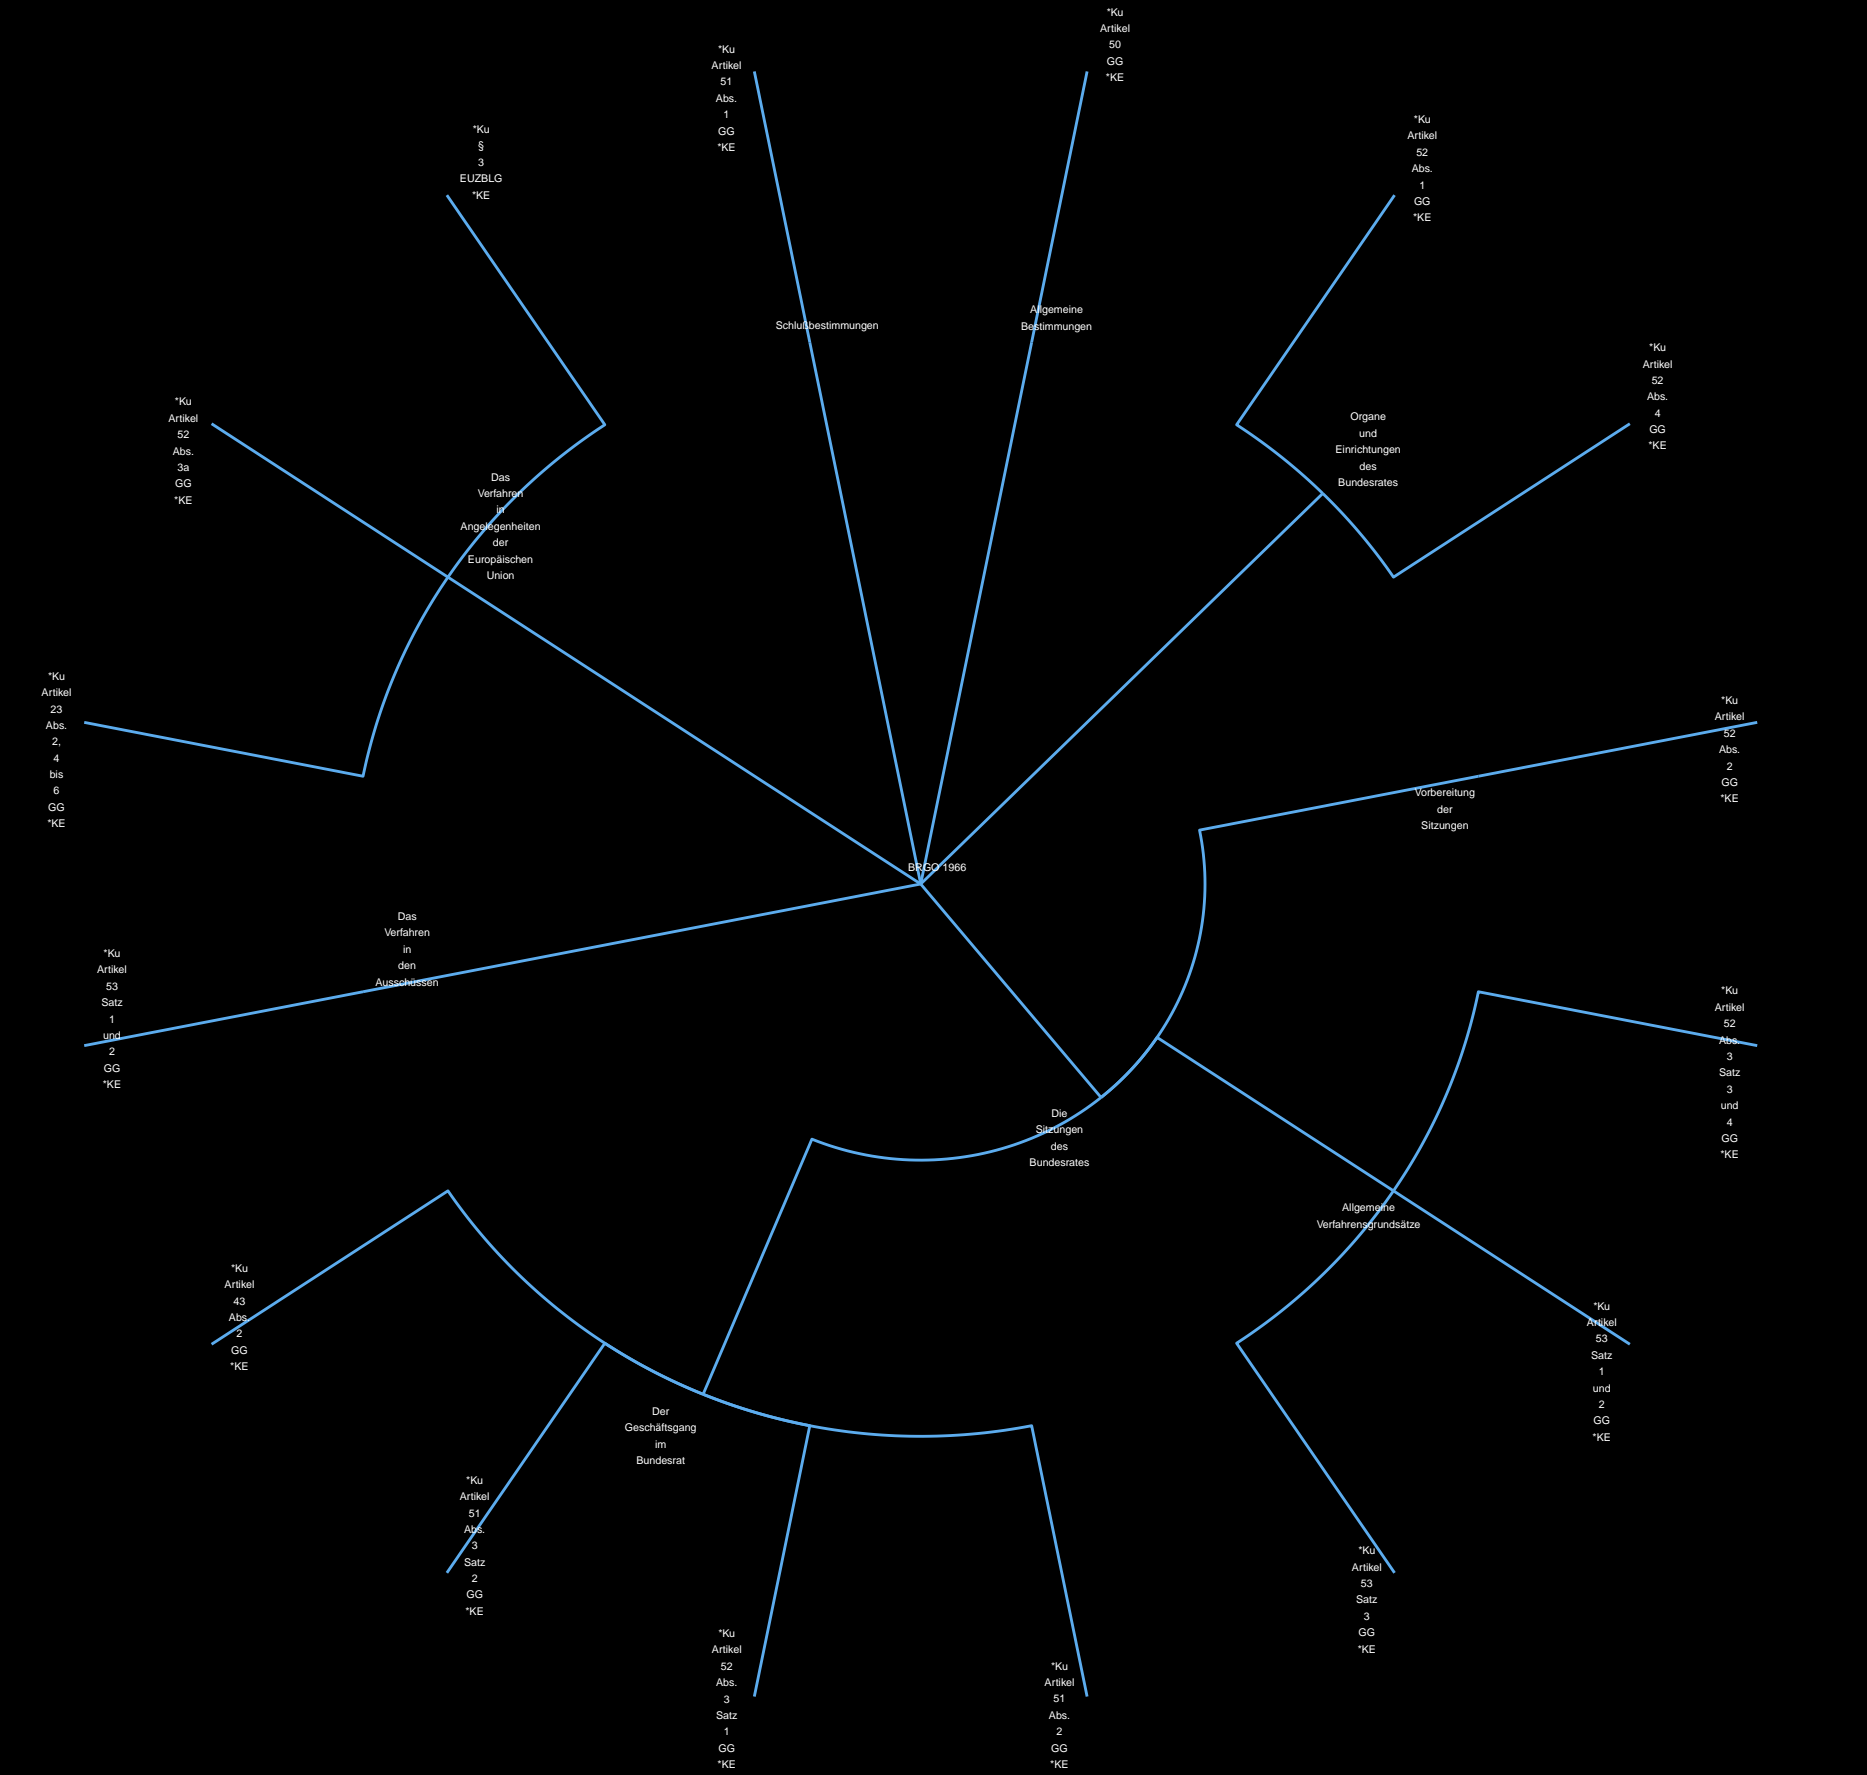 *Ku
Artikel
50
GG
*KE
*Ku
Artikel
51
Abs.
1
GG
*KE
*Ku
Artikel
52
Abs.
1
GG
*KE
*Ku
§
3
EUZBLG
*KE
Schlußbestimmungen
Allgemeine
Bestimmungen
*Ku
Artikel
52
Abs.
4
GG
*KE
*Ku
Artikel
52
Abs.
3a
GG
*KE
Organe
und
Einrichtungen
des
Bundesrates
Das
Verfahren
in
Angelegenheiten
der
Europäischen
Union
*Ku
Artikel
23
Abs.
2,
4
bis
6
GG
*KE
*Ku
Artikel
52
Abs.
2
GG
*KE
Vorbereitung
der
Sitzungen
BRGO 1966
Das
Verfahren
in
den
Ausschüssen
*Ku
Artikel
53
Satz
1
und
2
GG
*KE
*Ku
Artikel
52
Abs.
3
Satz
3
und
4
GG
*KE
Die
Sitzungen
des
Bundesrates
Allgemeine
Verfahrensgrundsätze
*Ku
Artikel
43
Abs.
2
GG
*KE
*Ku
Artikel
53
Satz
1
und
2
GG
*KE
Der
Geschäftsgang
im
Bundesrat
*Ku
Artikel
51
Abs.
3
Satz
2
GG
*KE
*Ku
Artikel
53
Satz
3
GG
*KE
*Ku
Artikel
52
Abs.
3
Satz
1
GG
*KE
*Ku
Artikel
51
Abs.
2
GG
*KE